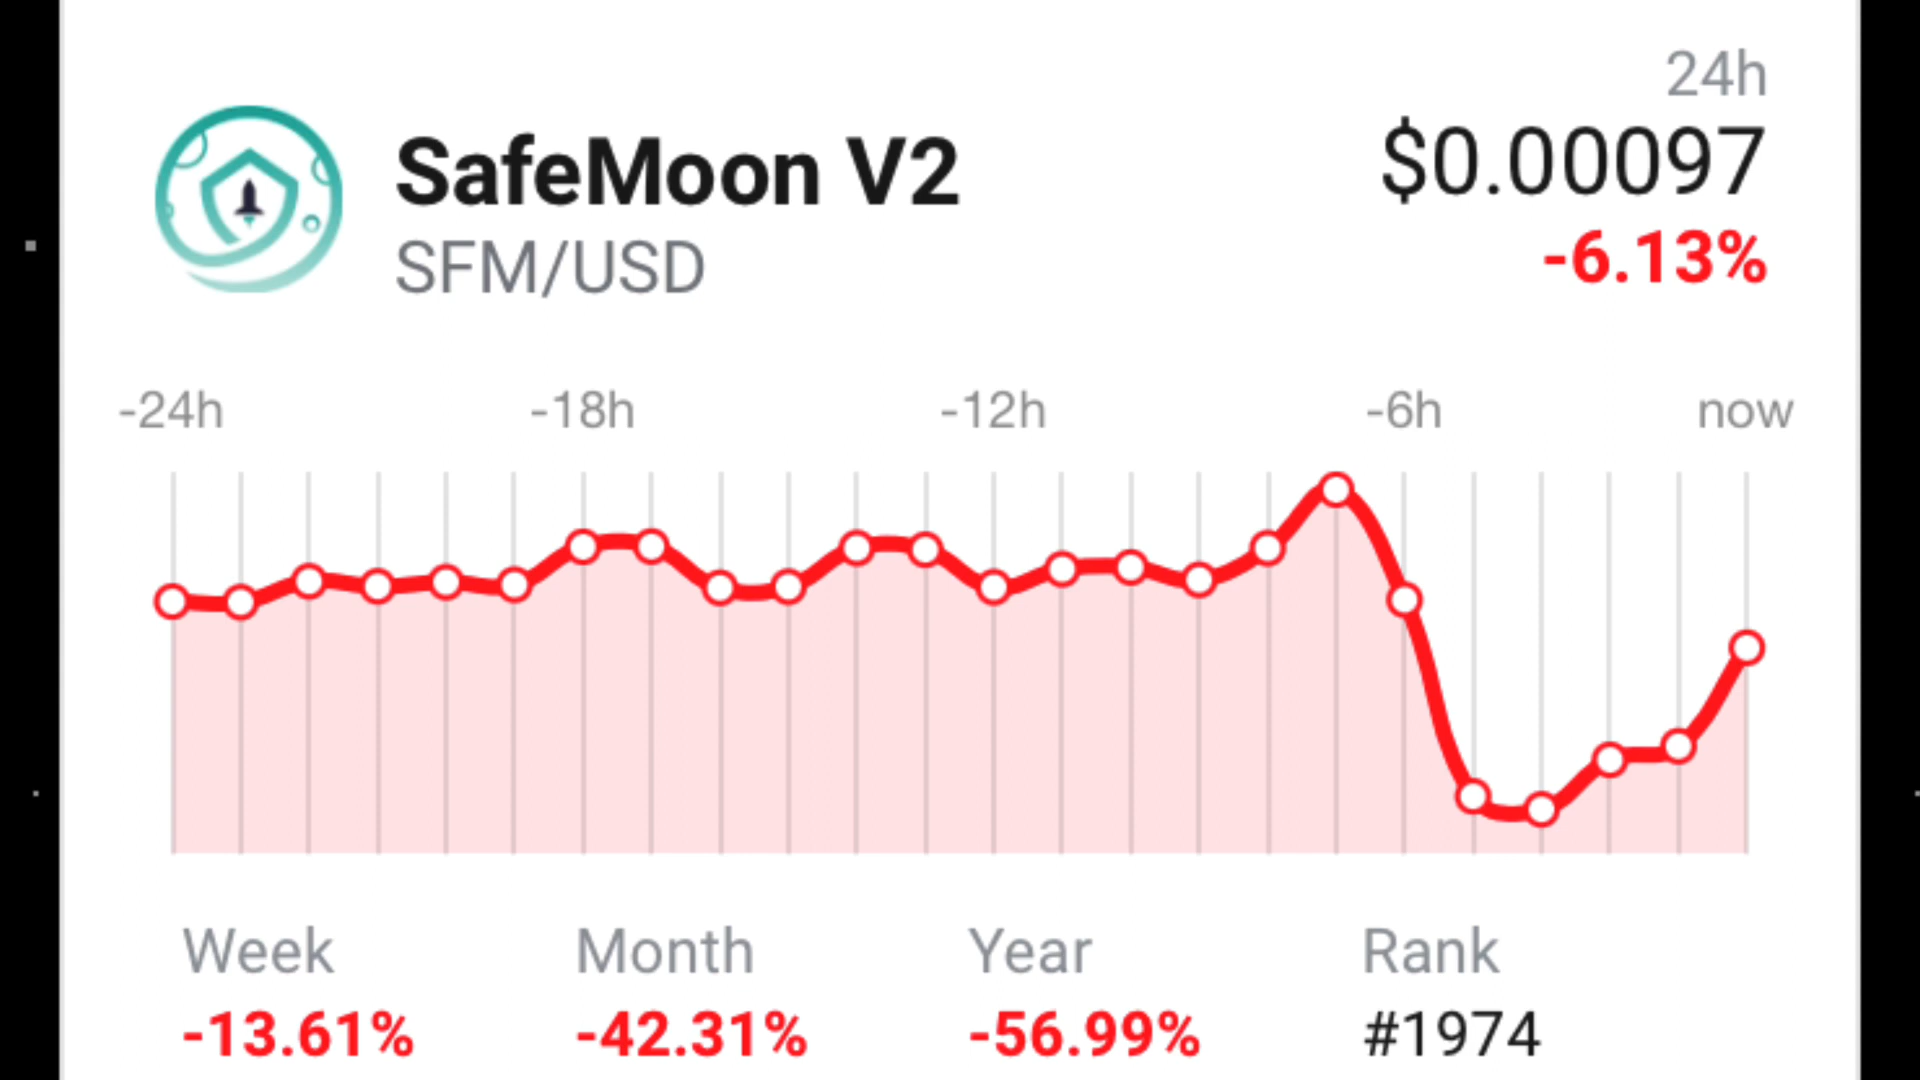 24h
SafeMoon V2
$0.00097
SFM/USD
-6.13%
-24h -18h -12h -6h now
Week Month Year Rank
-13.61% -42.31% -56.99% #1974